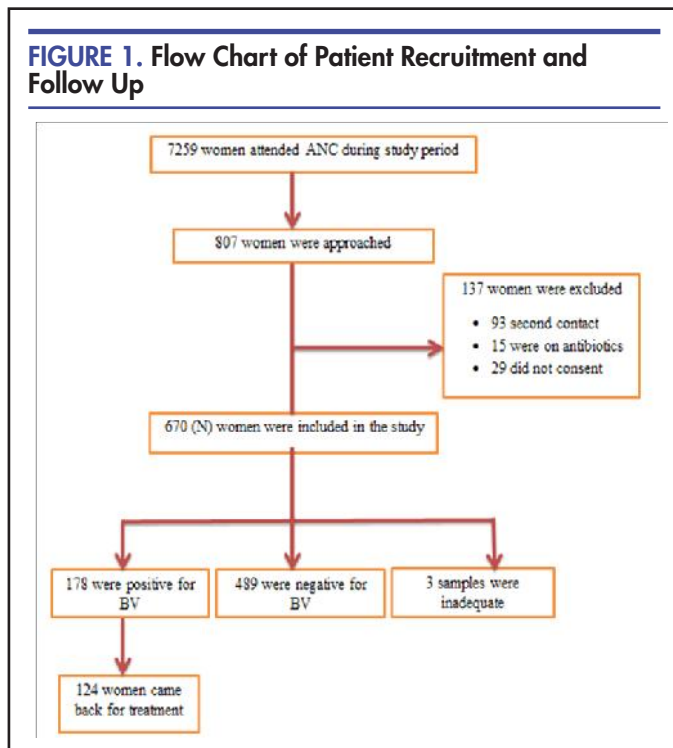 FIGURE 1. Flow Chart of Patient Recruitment and
Follow Up
7259 women attended ANC during study period
807 women were approached
137 women were excluded
• 93 second contact
• 15 were on antibiotics
• 29 did not consent
670 (N) women were included in the study
178 were positive for
BV
489 were negative for
BV
3 samples were
inadequate
124 women came
back for treatment